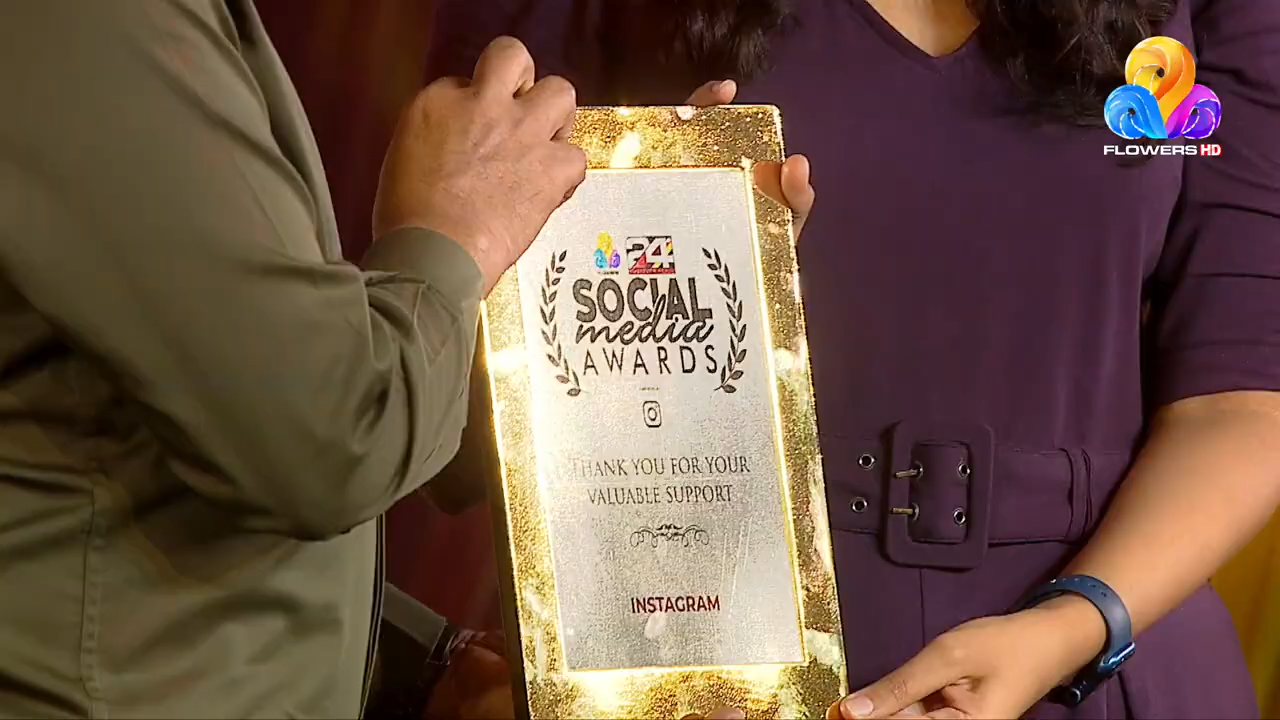 FLOWERS HD
24
SOCIAL
media
AWARDS
THANK YOU FOR YOUR
VALUABLE SUPPORT
INSTAGRAM